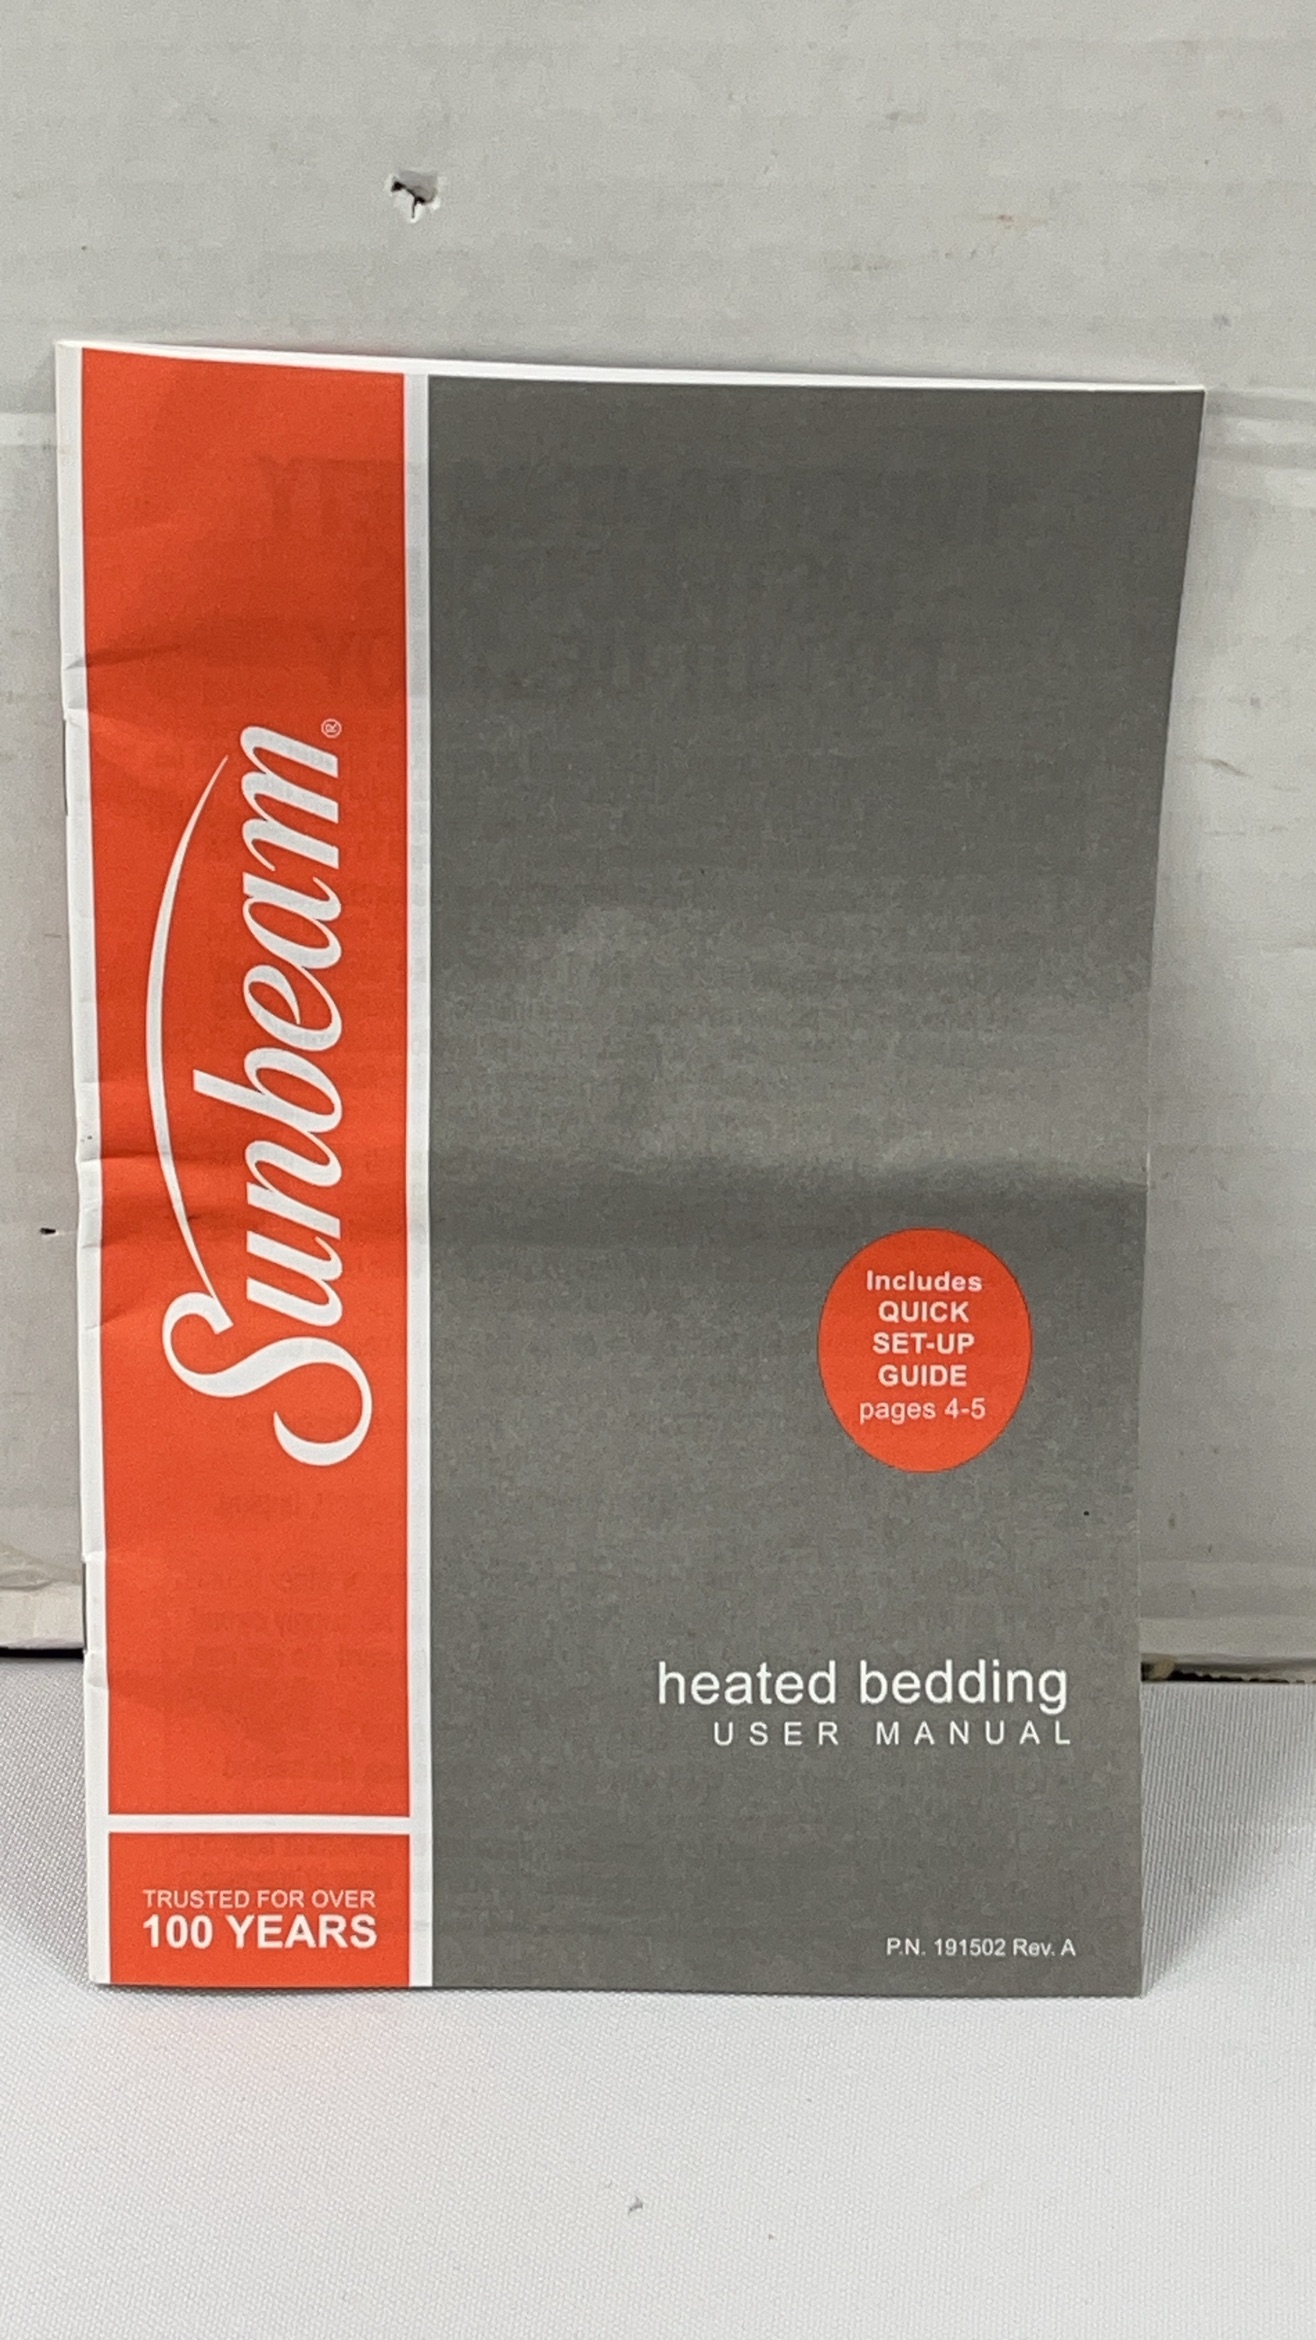 Sunbeam®
Includes
QUICK
SET-UP
GUIDE
pages 4-5
heated bedding
USER MANUAL
TRUSTED FOR OVER
100 YEARS
P.N. 191502 Rev. A